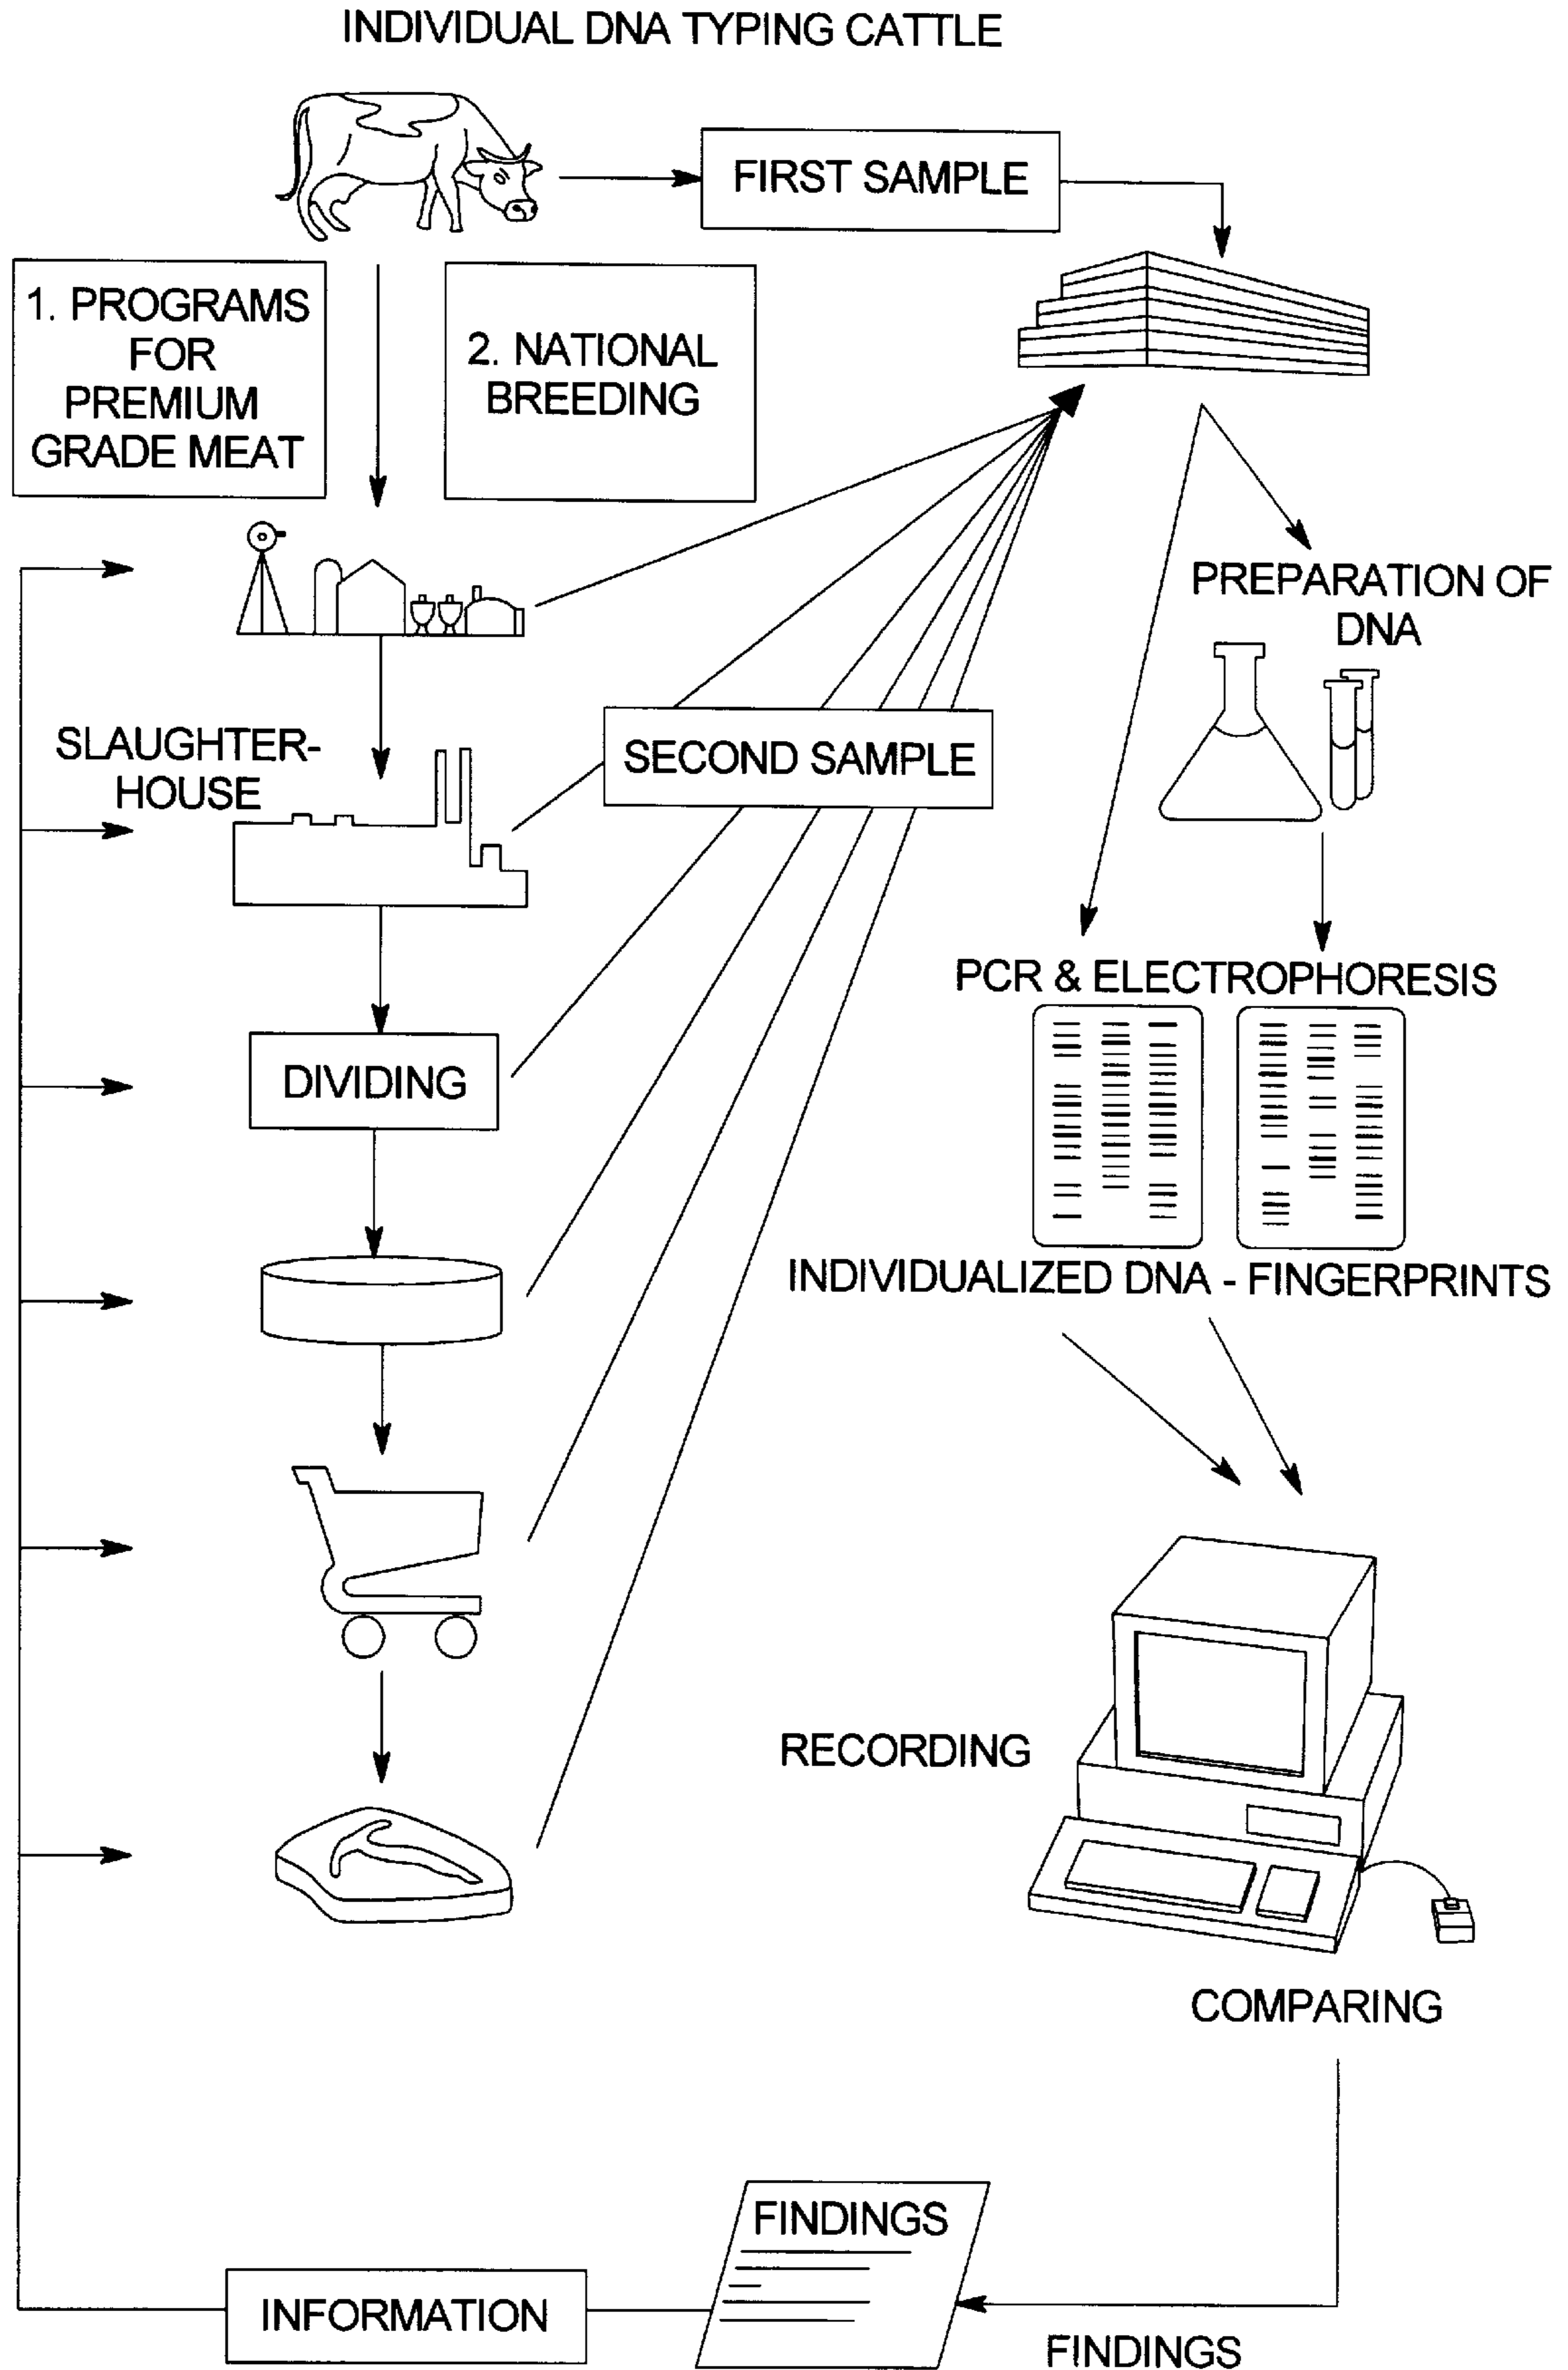 INDIVIDUAL DNA TYPING CATTLE
FIRST SAMPLE
1. PROGRAMS
FOR
PREMIUM
GRADE MEAT
2. NATIONAL
BREEDING
PREPARATION OF
DNA
SLAUGHTER-
HOUSE
SECOND SAMPLE
PCR & ELECTROPHORESIS
DIVIDING
INDIVIDUALIZED DNA - FINGERPRINTS
RECORDING
COMPARING
FINDINGS
INFORMATION
FINDINGS